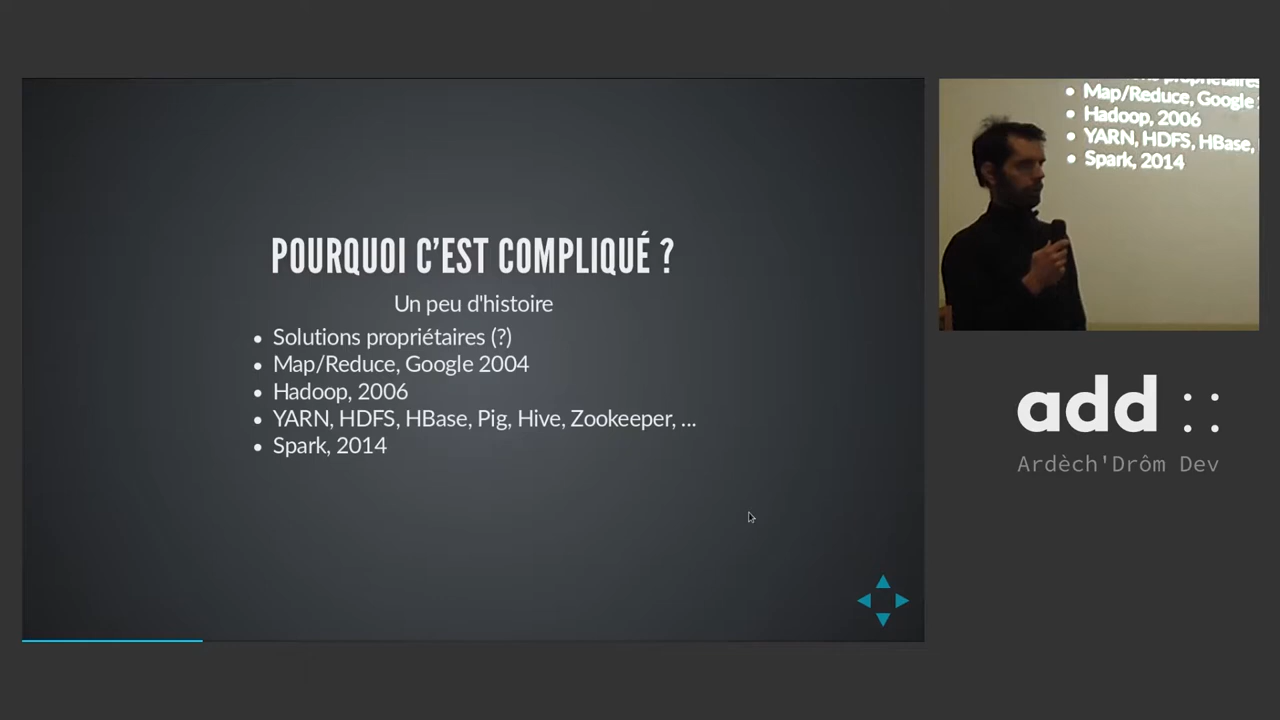 POURQUOI C'EST COMPLIQUÉ ?
Un peu d'histoire
• Solutions propriétaires (?)
• Map/Reduce, Google 2004
• Hadoop, 2006
• YARN, HDFS, HBase, Pig, Hive, Zookeeper, ...
• Spark, 2014
propriétaires
• Map/Reduce, Google
• Hadoop, 2006
• YARN, HDFS, HBase,
• Spark, 2014
add ::
Ardèch'Drôm Dev